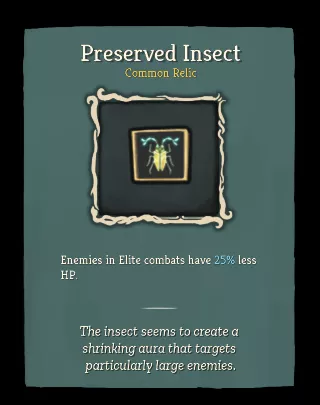 Preserved Insect
Common Relic
Enemies in Elite combats have 25% less
HP.
The insect seems to create a
shrinking aura that targets
particularly large enemies.